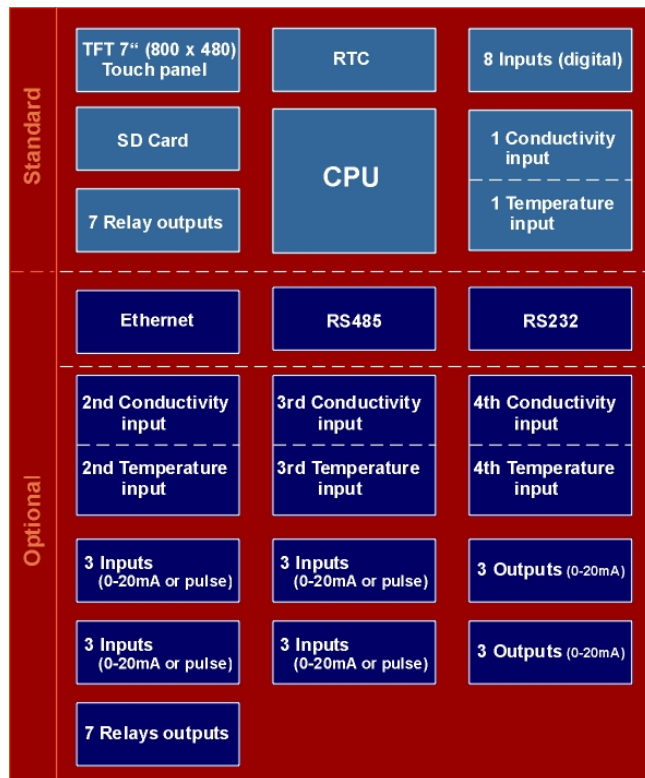 Standard
TFT 7“ (800 x 480)
Touch panel
RTC
8 Inputs (digital)
SD Card
CPU
1 Conductivity
input
1 Temperature
input
7 Relay outputs
Optional
Ethernet
RS485
RS232
2nd Conductivity
input
2nd Temperature
input
3rd Conductivity
input
3rd Temperature
input
4th Conductivity
input
4th Temperature
input
3 Inputs
(0-20mA or pulse)
3 Inputs
(0-20mA or pulse)
3 Outputs (0-20mA)
3 Inputs
(0-20mA or pulse)
3 Inputs
(0-20mA or pulse)
3 Outputs (0-20mA)
7 Relays outputs